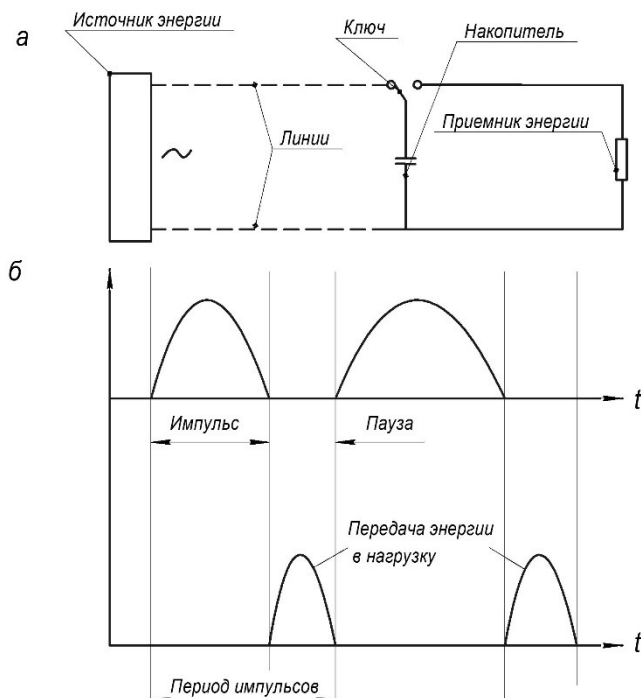 а
Источник энергии
Ключ
Накопитель
Линии
Приемник энергии
б
t
Импульс
Пауза
Передача энергии
в нагрузку
t
Период импульсов